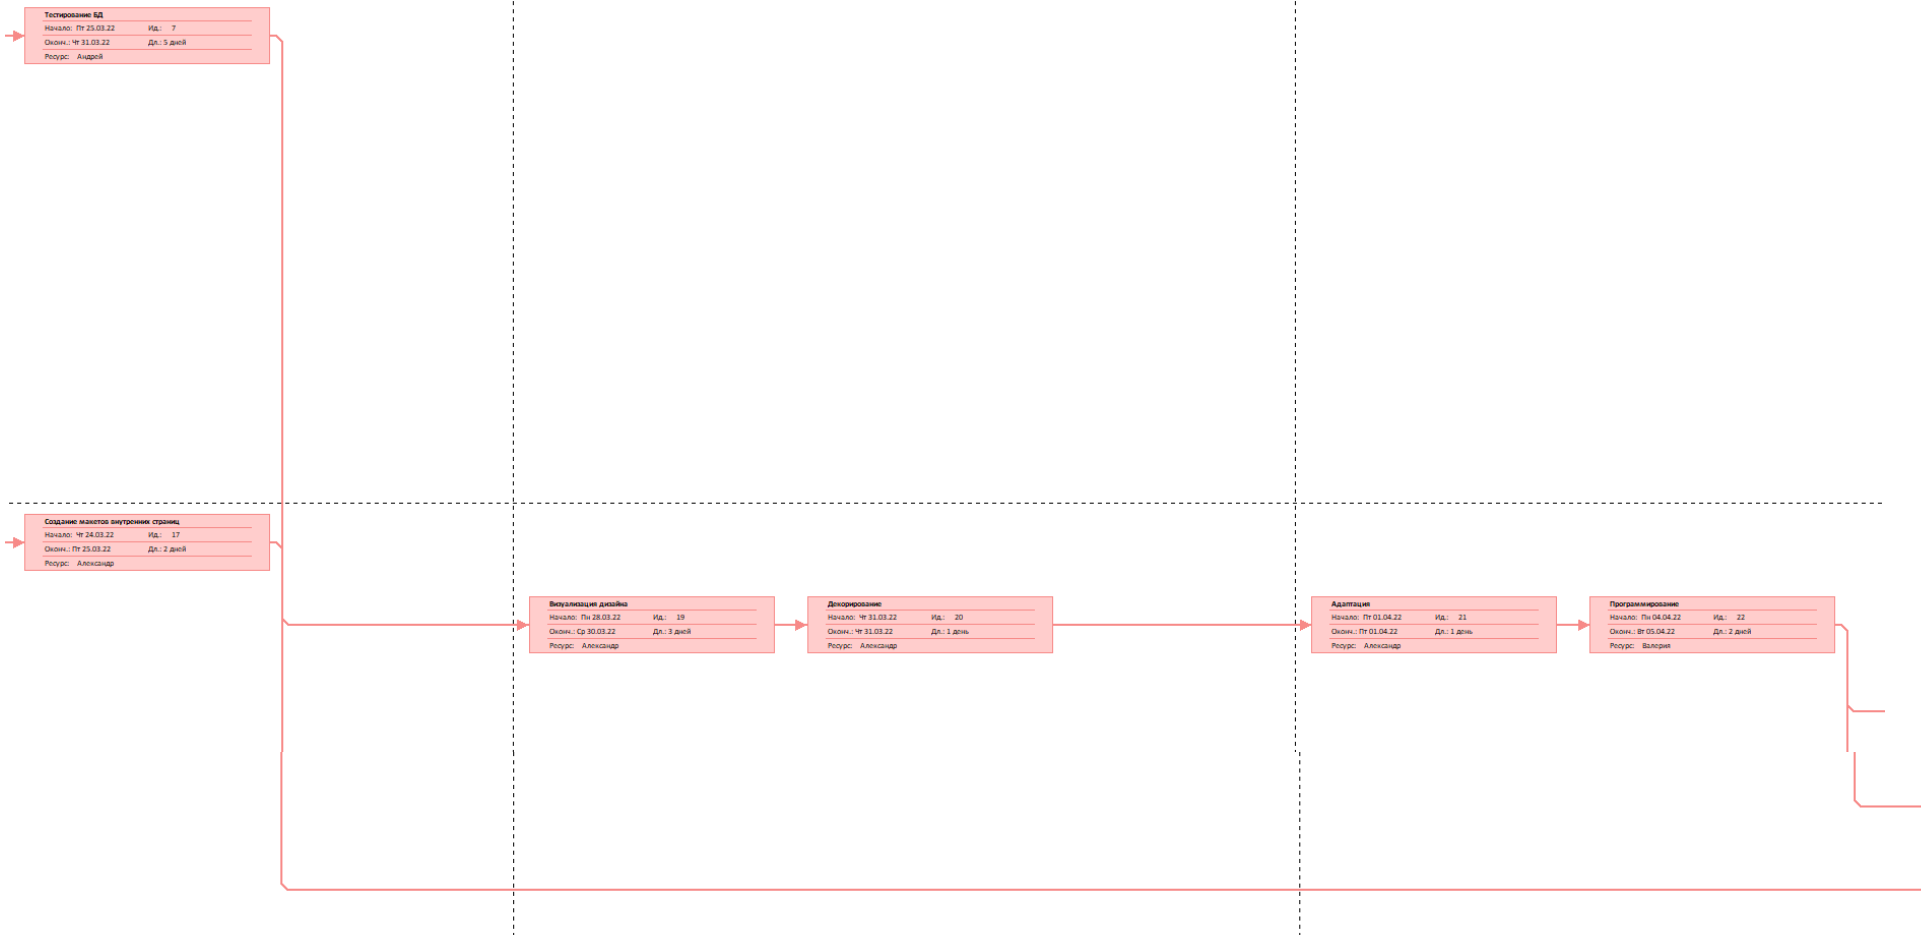 Тестирование БД
Начало: Пт 25.03.22 Ид.: 7
Оконч.: Чт 31.03.22 Дл.: 5 дней
Ресурс: Андрей
Создание макетов внутренних страниц
Начало: Чт 24.03.22 Ид.: 17
Оконч.: Пт 25.03.22 Дл.: 2 дней
Ресурс: Александр
Визуализация дизайна
Начало: Пн 28.03.22 Ид.: 19
Оконч.: Ср 30.03.22 Дл.: 3 дней
Ресурс: Александр
Декорирование
Начало: Чт 31.03.22 Ид.: 20
Оконч.: Чт 31.03.22 Дл.: 1 день
Ресурс: Александр
Адаптация
Начало: Пт 01.04.22 Ид.: 21
Оконч.: Пт 01.04.22 Дл.: 1 день
Ресурс: Александр
Программирование
Начало: Пн 04.04.22 Ид.: 22
Оконч.: Вт 05.04.22 Дл.: 2 дней
Ресурс: Валерия